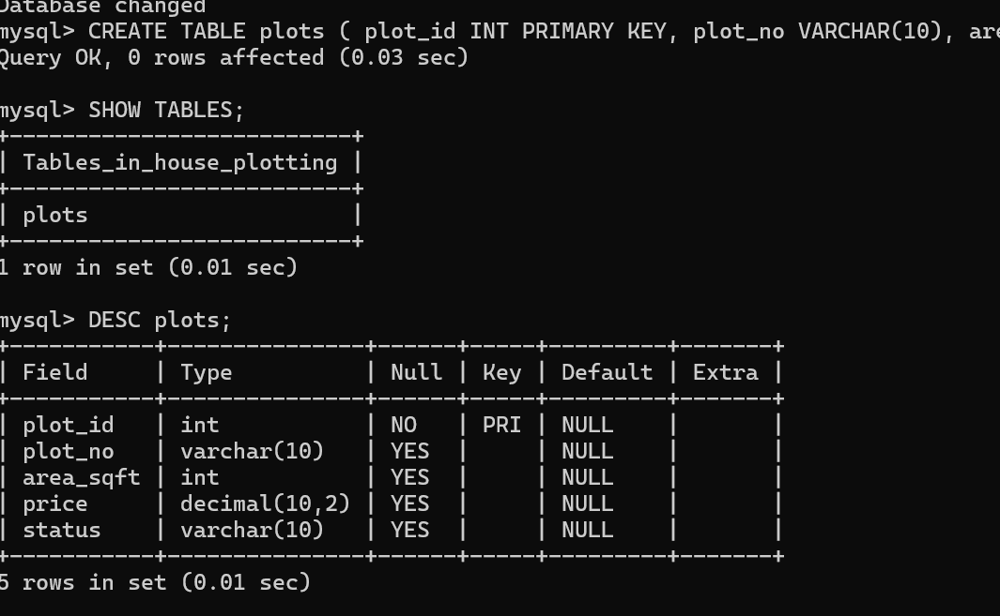 Database changed
mysql> CREATE TABLE plots ( plot_id INT PRIMARY KEY, plot_no VARCHAR(10), are
Query OK, 0 rows affected (0.03 sec)
mysql> SHOW TABLES;
+--------------------------+
| Tables_in_house_plotting |
+--------------------------+
| plots                    |
+--------------------------+
1 row in set (0.01 sec)
mysql> DESC plots;
+-----------+---------------+------+-----+---------+-------+
| Field     | Type          | Null | Key | Default | Extra |
+-----------+---------------+------+-----+---------+-------+
| plot_id   | int           | NO   | PRI | NULL    |       |
| plot_no   | varchar(10)   | YES  |     | NULL    |       |
| area_sqft | int           | YES  |     | NULL    |       |
| price     | decimal(10,2) | YES  |     | NULL    |       |
| status    | varchar(10)   | YES  |     | NULL    |       |
+-----------+---------------+------+-----+---------+-------+
5 rows in set (0.01 sec)